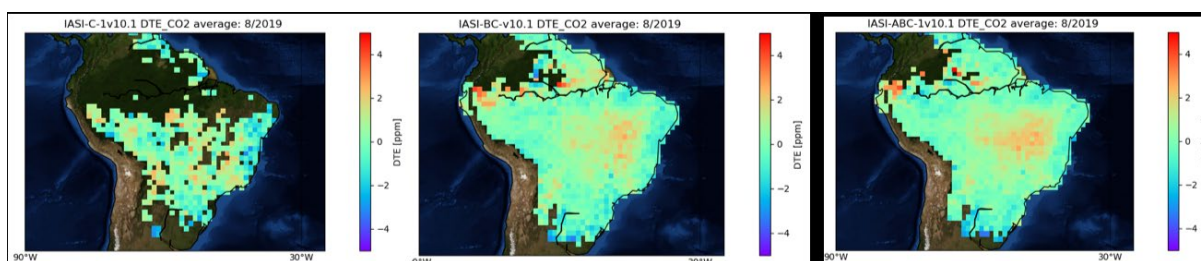 IASI-C-1v10.1 DTE_CO2 average: 8/2019
4
2
0
−2
−4
DTE [ppm]
90°W
30°W
IASI-BC-v10.1 DTE_CO2 average: 8/2019
4
2
0
−2
−4
DTE [ppm]
IASI-ABC-1v10.1 DTE_CO2 average: 8/2019
4
2
0
−2
−4
DTE [ppm]
90°W
30°W